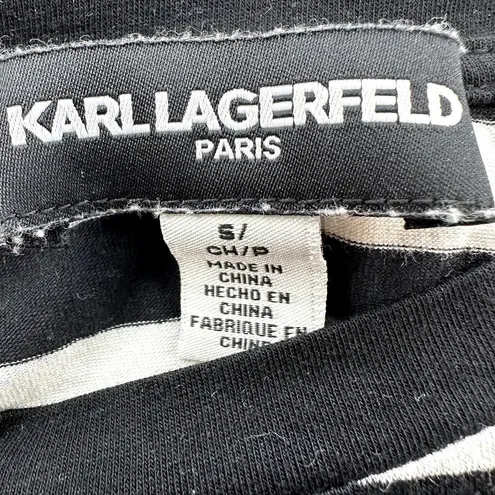 KARL LAGERFELD
PARIS
S/
CH/P
MADE IN
CHINA
HECHO EN
CHINA
FABRIQUE EN
CHINE